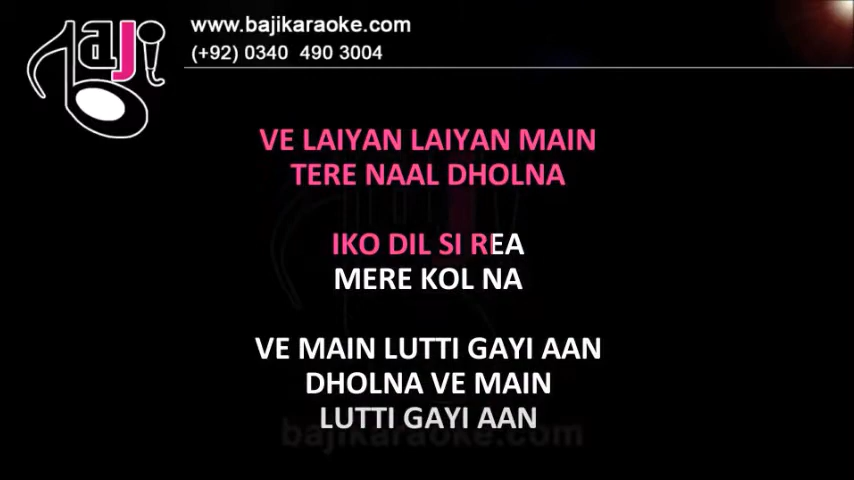 www.bajikaraoke.com
(+92) 0340 490 3004
Baji
VE LAIYAN LAIYAN MAIN
TERE NAAL DHOLNA
IKO DIL SI REA
MERE KOL NA
VE MAIN LUTTI GAYI AAN
DHOLNA VE MAIN
LUTTI GAYI AAN
bajikaraoke.com